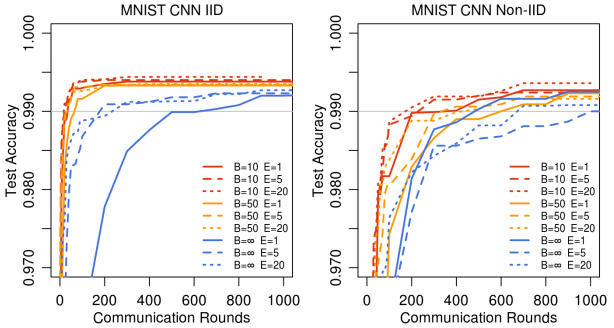 MNIST CNN IID
Test Accuracy
1.000
0.990
0.980
0.970
B=10 E=1
B=10 E=5
B=10 E=20
B=50 E=1
B=50 E=5
B=50 E=20
B=∞ E=1
B=∞ E=5
B=∞ E=20
0 200 400 600 800 1000
Communication Rounds
MNIST CNN Non-IID
Test Accuracy
1.000
0.990
0.980
0.970
B=10 E=1
B=10 E=5
B=10 E=20
B=50 E=1
B=50 E=5
B=50 E=20
B=∞ E=1
B=∞ E=5
B=∞ E=20
0 200 400 600 800 1000
Communication Rounds